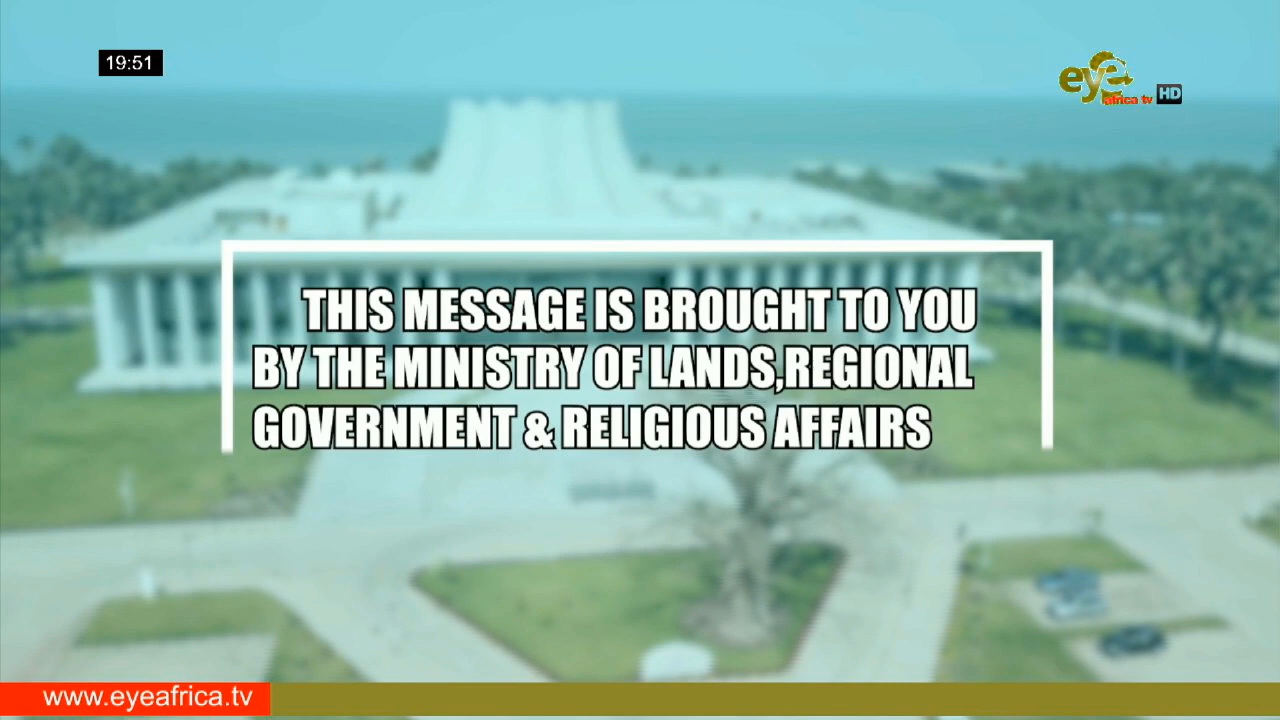 19:51
eye
africa tv HD
THIS MESSAGE IS BROUGHT TO YOU
BY THE MINISTRY OF LANDS,REGIONAL
GOVERNMENT & RELIGIOUS AFFAIRS
www.eyeafrica.tv